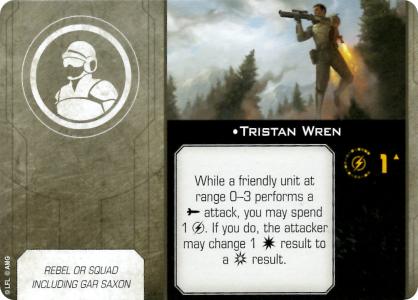 •TRISTAN WREN
While a friendly unit at
range 0–3 performs a
attack, you may spend
1 . If you do, the attacker
may change 1 result to
a result.
1
REBEL OR SQUAD
INCLUDING GAR SAXON
© LFL © AMG